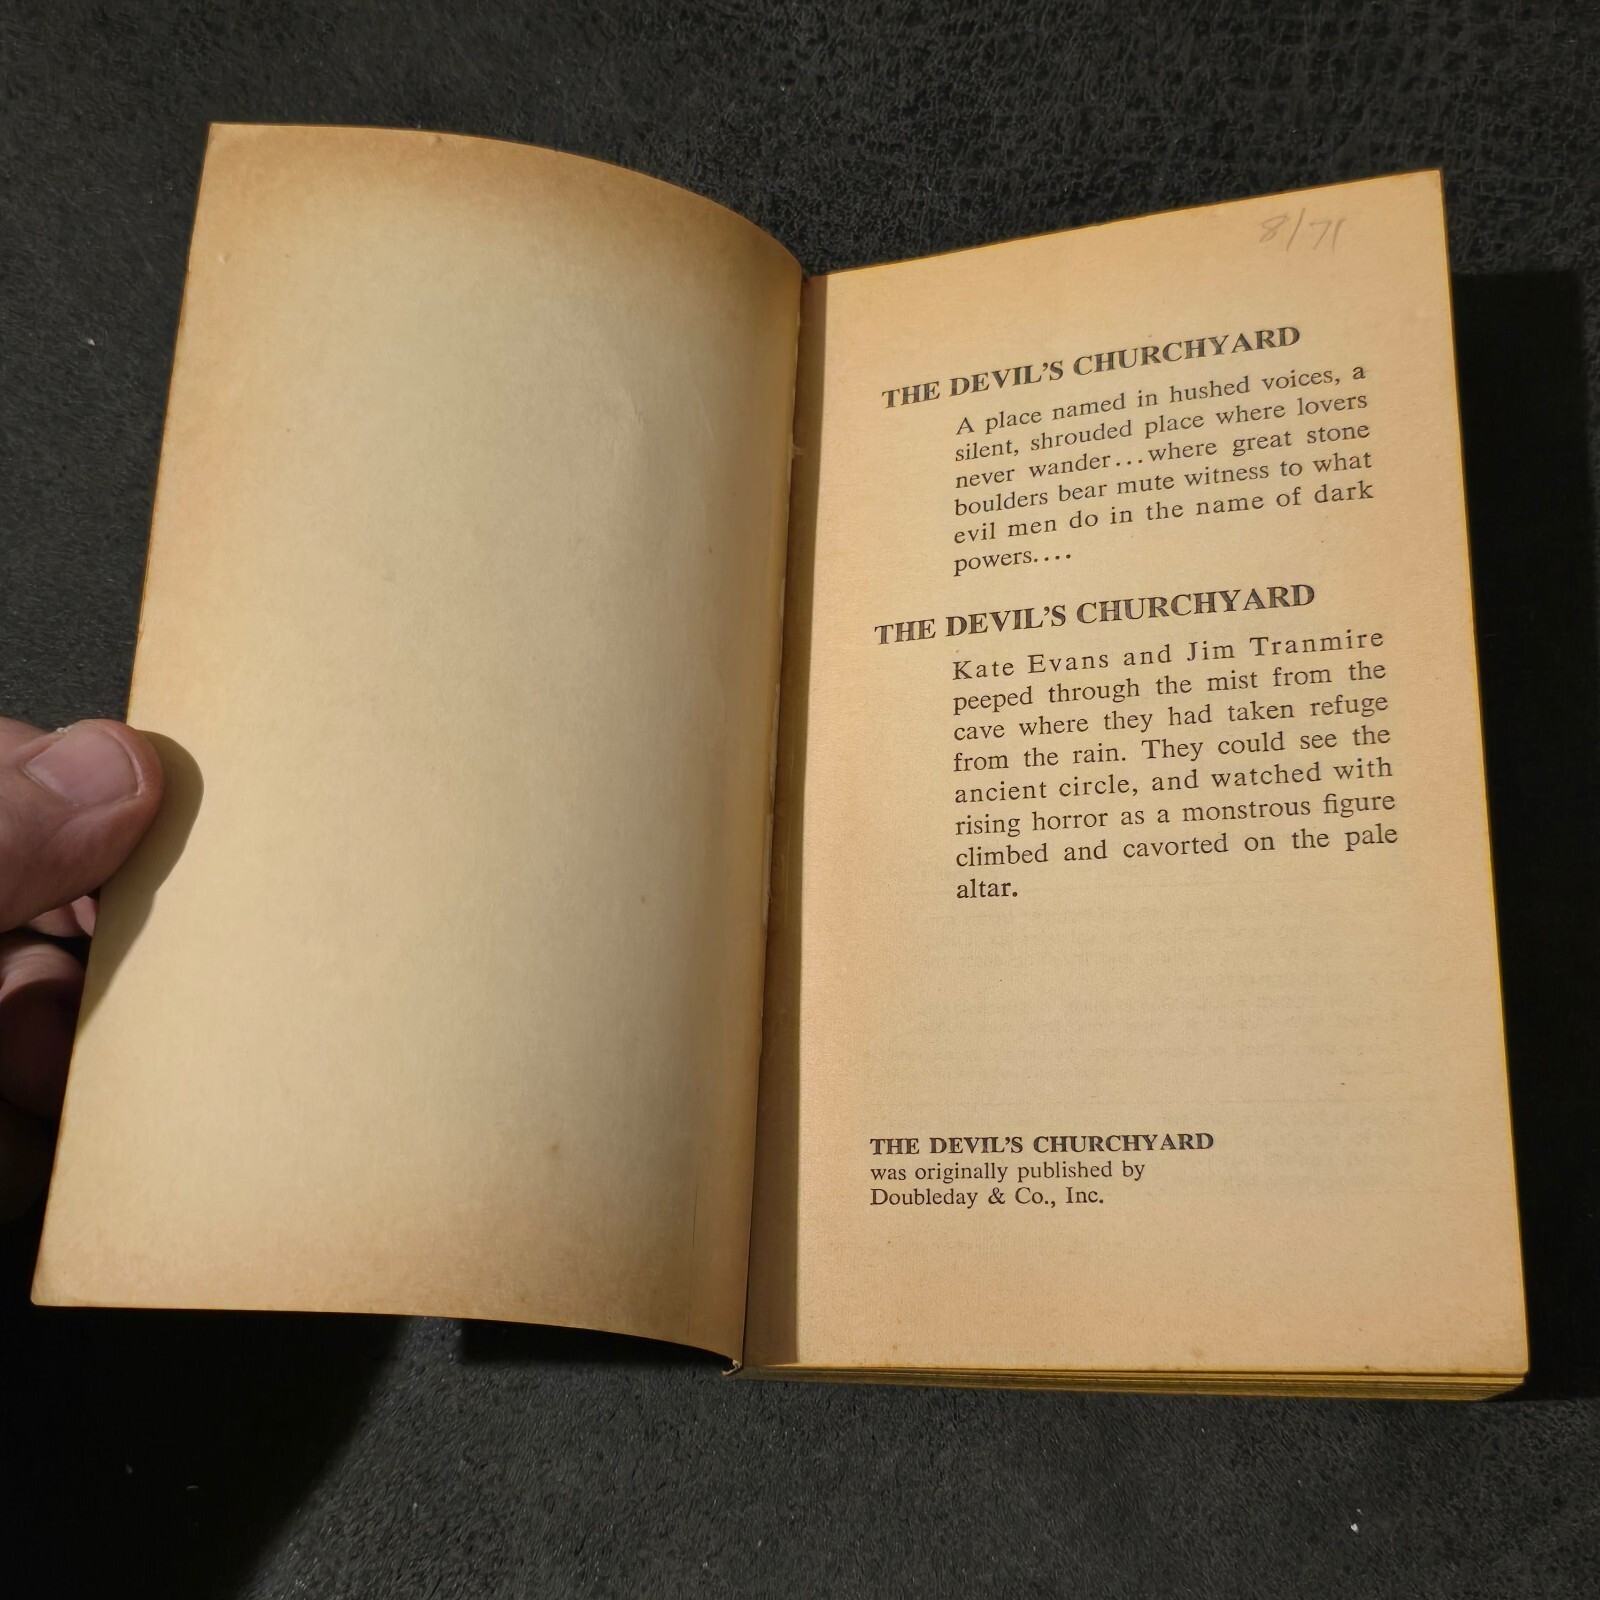 8/71
THE DEVIL'S CHURCHYARD
A place named in hushed voices, a
silent, shrouded place where lovers
never wander...where great stone
boulders bear mute witness to what
evil men do in the name of dark
powers....
THE DEVIL'S CHURCHYARD
Kate Evans and Jim Tranmire
peeped through the mist from the
cave where they had taken refuge
from the rain. They could see the
ancient circle, and watched with
rising horror as a monstrous figure
climbed and cavorted on the pale
altar.
THE DEVIL'S CHURCHYARD
was originally published by
Doubleday & Co., Inc.